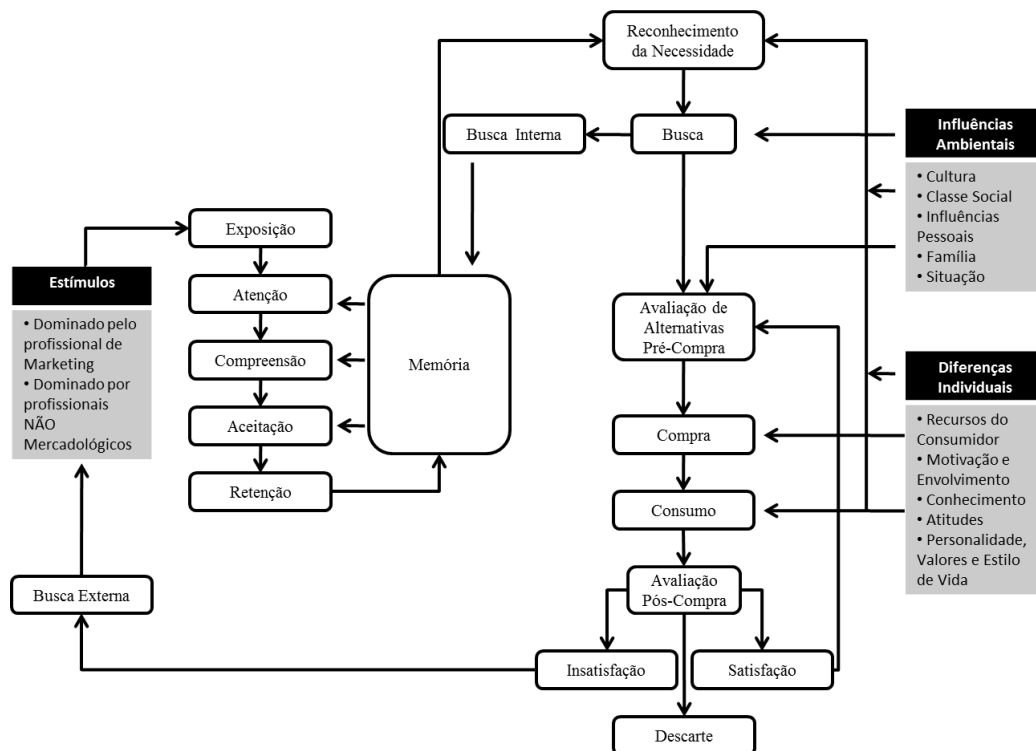 Reconhecimento
da Necessidade
Busca Interna
Busca
Influências
Ambientais
• Cultura
• Classe Social
• Influências
Pessoais
• Família
• Situação
Exposição
Estímulos
• Dominado pelo
profissional de
Marketing
• Dominado por
profissionais
NÃO
Mercadológicos
Atenção
Compreensão
Aceitação
Retenção
Memória
Avaliação de
Alternativas
Pré-Compra
Diferenças
Individuais
• Recursos do
Consumidor
• Motivação e
Envolvimento
• Conhecimento
• Atitudes
• Personalidade,
Valores e Estilo
de Vida
Compra
Consumo
Avaliação
Pós-Compra
Busca Externa
Insatisfação
Satisfação
Descarte